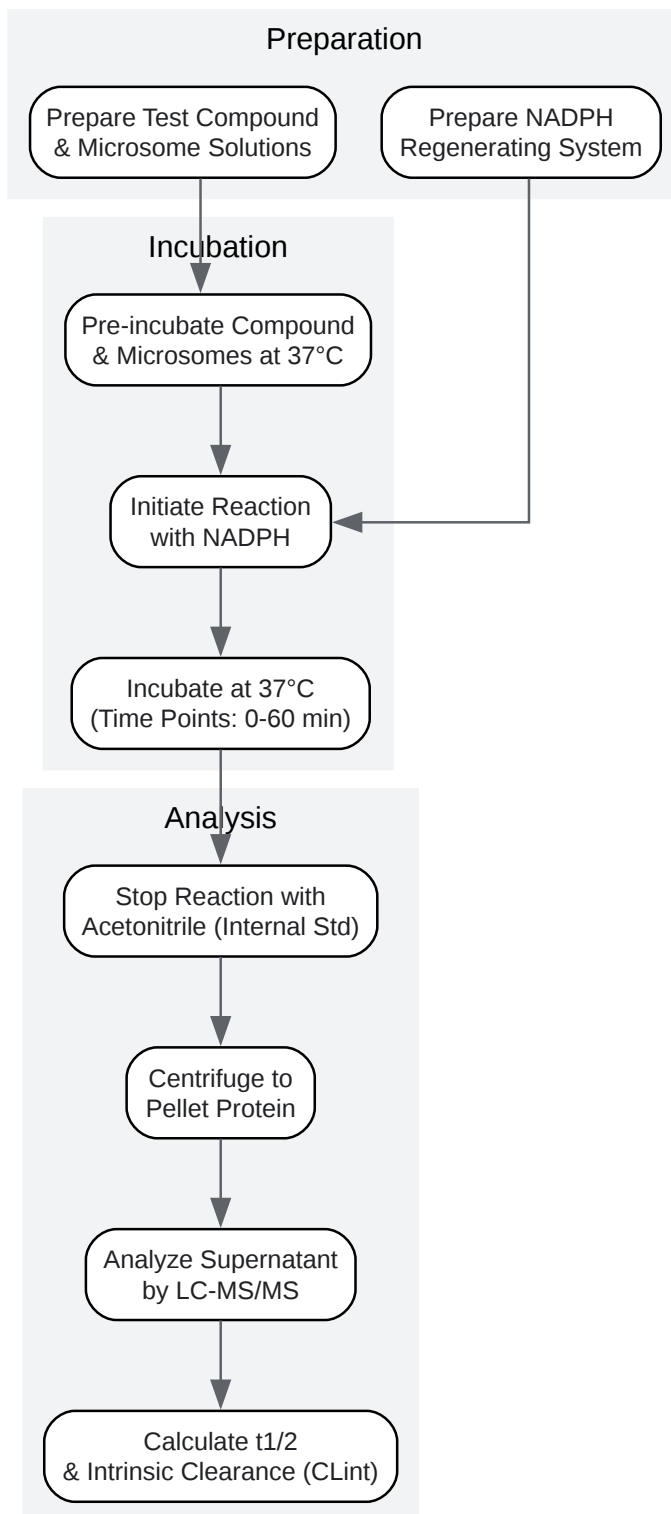 Preparation
Prepare Test Compound
& Microsome Solutions
Prepare NADPH
Regenerating System
Incubation
Pre-incubate Compound
& Microsomes at 37°C
Initiate Reaction
with NADPH
Incubate at 37°C
(Time Points: 0-60 min)
Analysis
Stop Reaction with
Acetonitrile (Internal Std)
Centrifuge to
Pellet Protein
Analyze Supernatant
by LC-MS/MS
Calculate t1/2
& Intrinsic Clearance (CLint)